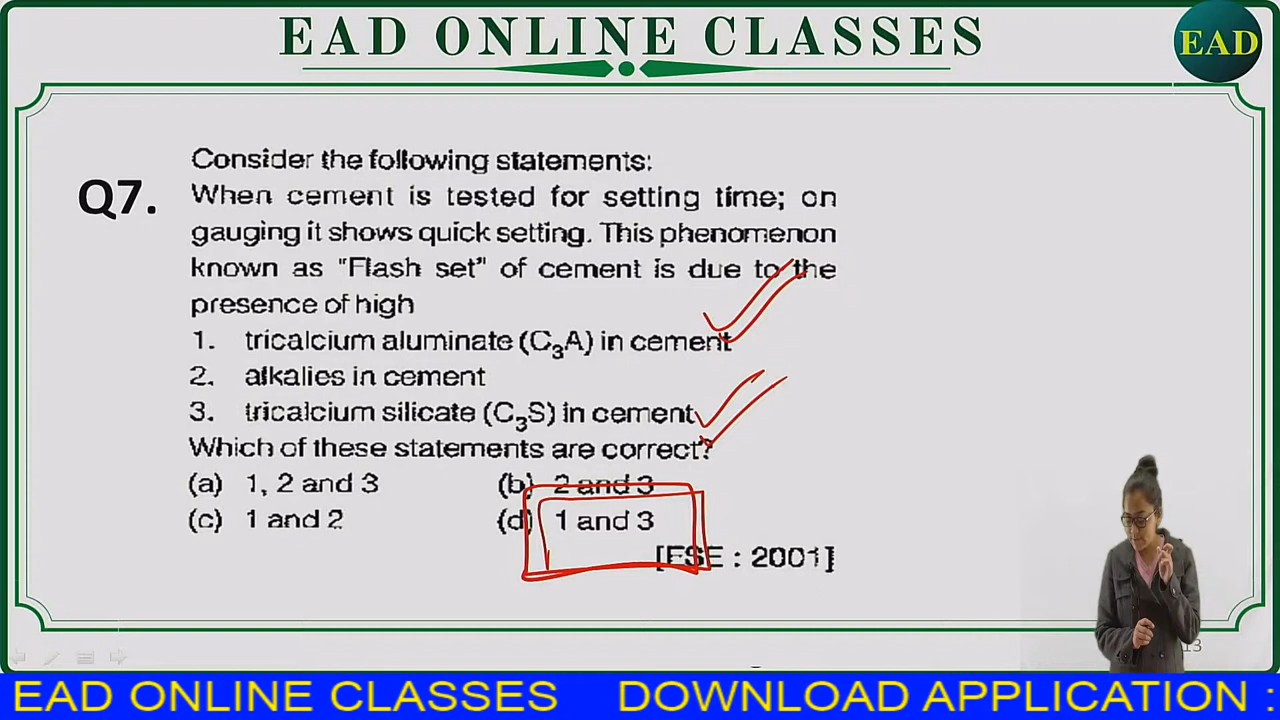 EAD ONLINE CLASSES
EAD
Q7.
Consider the following statements:
When cement is tested for setting time; on
gauging it shows quick setting. This phenomenon
known as "Flash set" of cement is due to the
presence of high
1. tricalcium aluminate (C₃A) in cement
2. alkalies in cement
3. tricalcium silicate (C₃S) in cement
Which of these statements are correct?
(a) 1, 2 and 3 (b) 2 and 3
(c) 1 and 2 (d) 1 and 3
[ESE : 2001]
13
EAD ONLINE CLASSES DOWNLOAD APPLICATION :